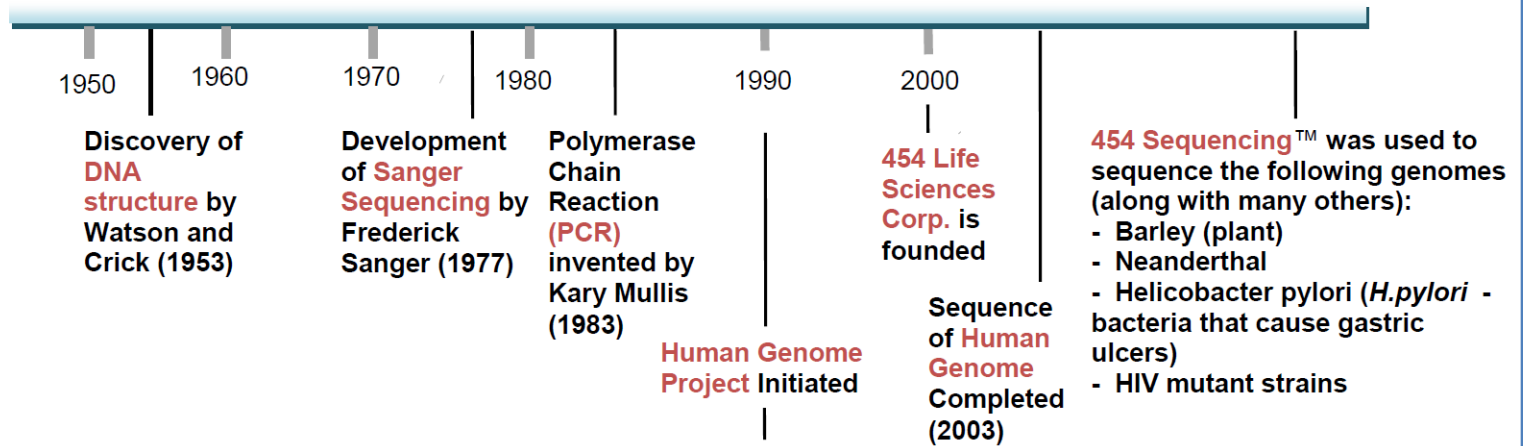 1950
1960
1970
1980
1990
2000
Discovery of
DNA
structure by
Watson and
Crick (1953)
Development
of Sanger
Sequencing by
Frederick
Sanger (1977)
Polymerase
Chain
Reaction
(PCR)
invented by
Kary Mullis
(1983)
Human Genome
Project Initiated
454 Life
Sciences
Corp. is
founded
Sequence
of Human
Genome
Completed
(2003)
454 Sequencing™ was used to
sequence the following genomes
(along with many others):
- Barley (plant)
- Neanderthal
- Helicobacter pylori (H.pylori -
bacteria that cause gastric
ulcers)
- HIV mutant strains